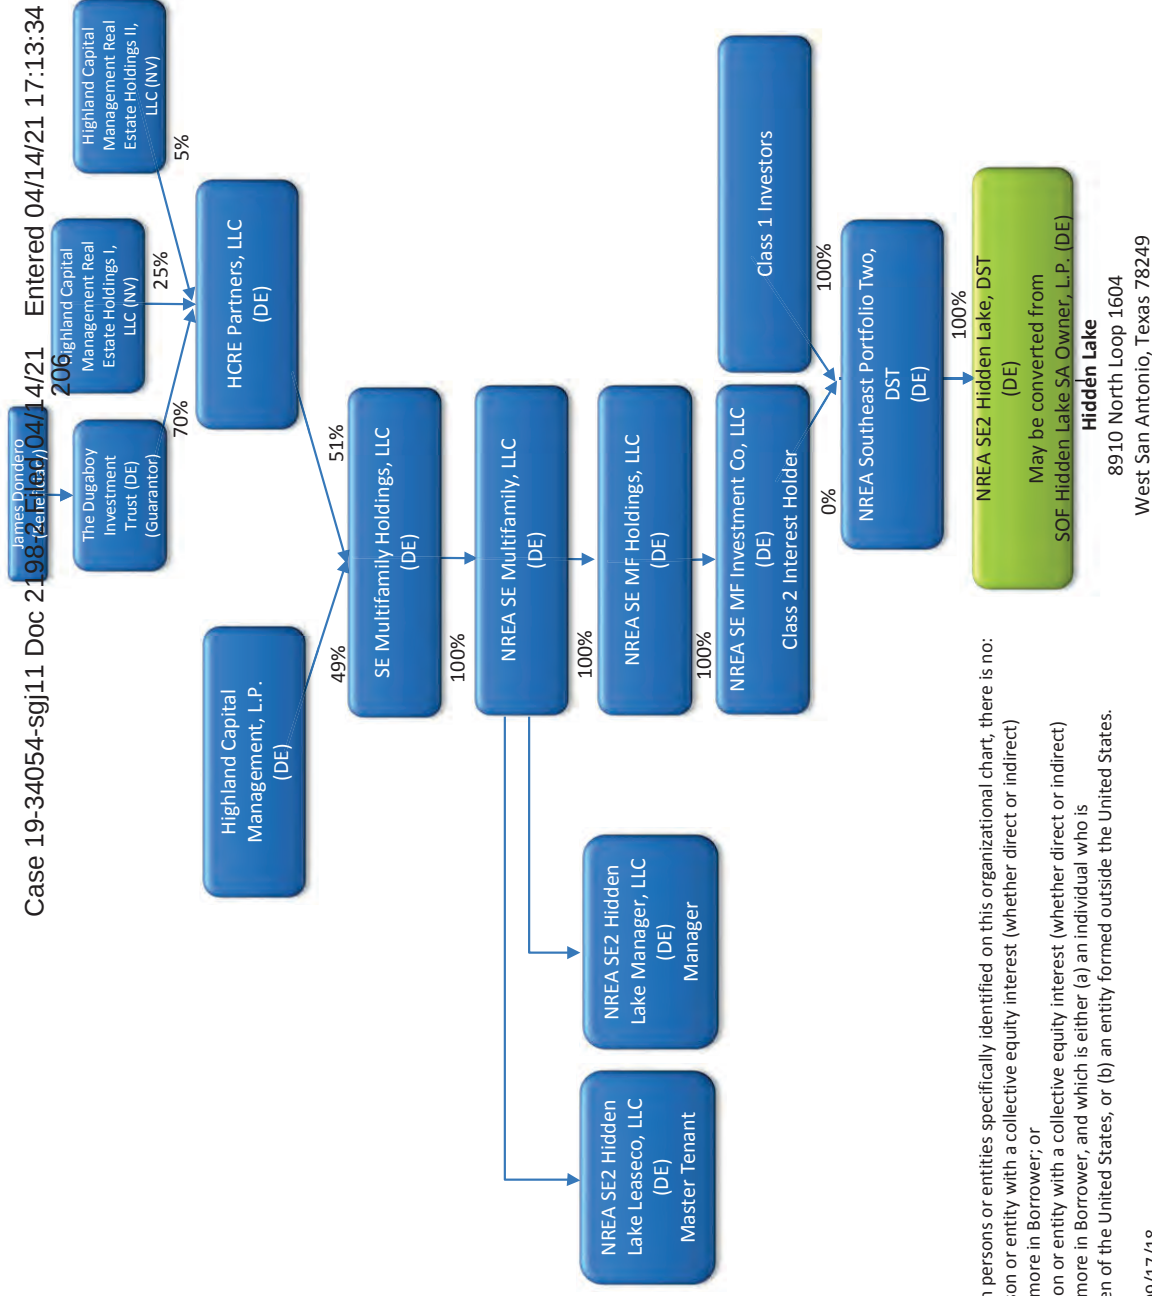 Case 19-34054-sgj11 Doc 2198-2 Filed 04/14/21 Entered 04/14/21 17:13:34
206
James Dondero
(Beneficiary)
The Dugaboy
Investment
Trust (DE)
(Guarantor)
Highland Capital
Management Real
Estate Holdings I,
LLC (NV)
Highland Capital
Management Real
Estate Holdings II,
LLC (NV)
70%
25%
5%
Highland Capital
Management, L.P.
(DE)
HCRE Partners, LLC
(DE)
49%
51%
SE Multifamily Holdings, LLC
(DE)
100%
NREA SE Multifamily, LLC
(DE)
100%
NREA SE2 Hidden
Lake Leaseco, LLC
(DE)
Master Tenant
NREA SE2 Hidden
Lake Manager, LLC
(DE)
Manager
NREA SE MF Holdings, LLC
(DE)
100%
NREA SE MF Investment Co, LLC
(DE)
Class 2 Interest Holder
Class 1 Investors
0%
100%
NREA Southeast Portfolio Two,
DST
(DE)
100%
NREA SE2 Hidden Lake, DST
(DE)
May be converted from
SOF Hidden Lake SA Owner, L.P. (DE)
Hidden Lake
8910 North Loop 1604
West San Antonio, Texas 78249
persons or entities specifically identified on this organizational chart, there is no:
son or entity with a collective equity interest (whether direct or indirect)
more in Borrower; or
on or entity with a collective equity interest (whether direct or indirect)
more in Borrower, and which is either (a) an individual who is
en of the United States, or (b) an entity formed outside the United States.
/17/18